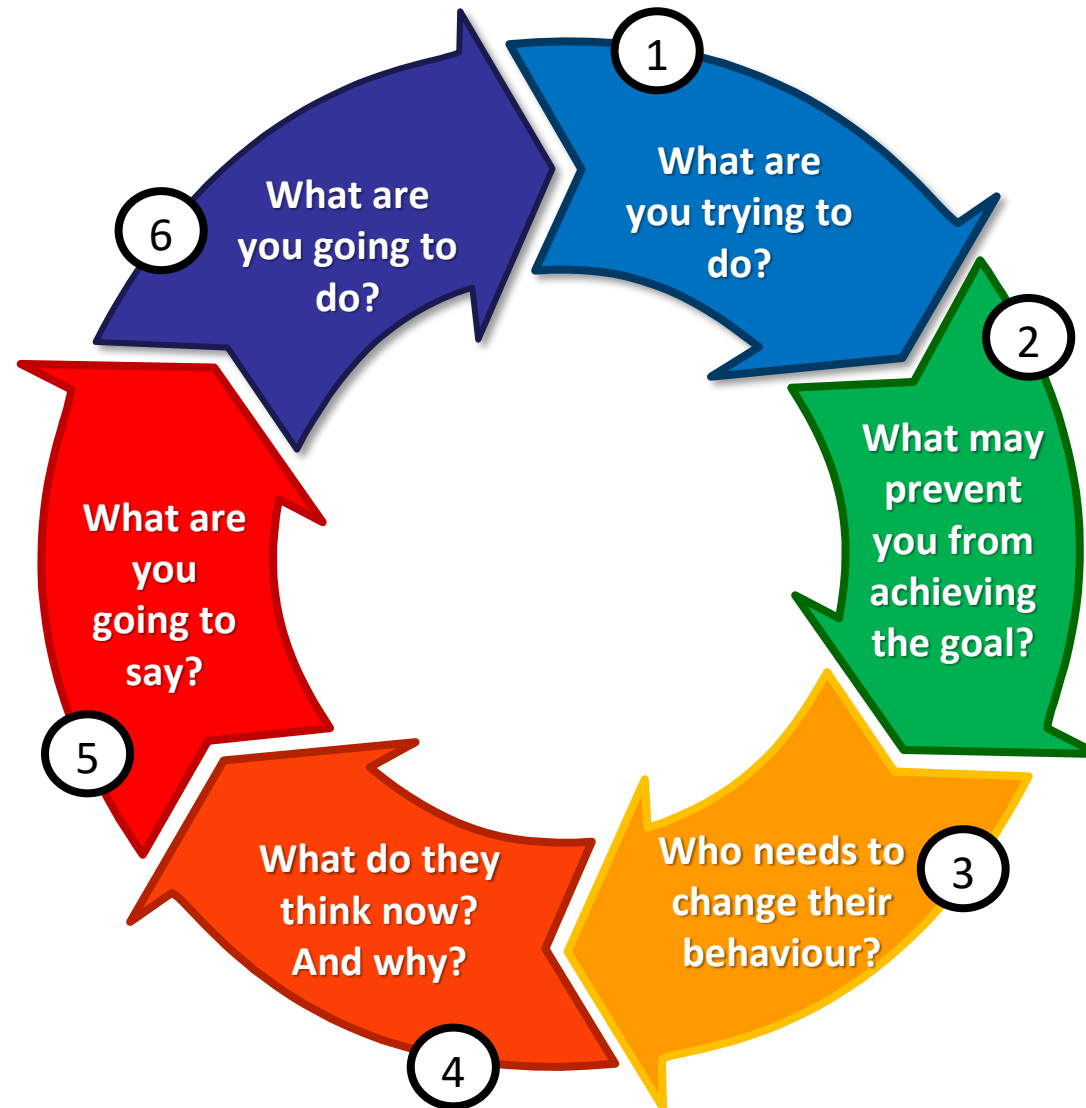 1
What are
you trying to
do?
2
What may
prevent
you from
achieving
the goal?
3
Who needs to
change their
behaviour?
4
What do they
think now?
And why?
5
What are
you
going to
say?
6
What are
you going to
do?